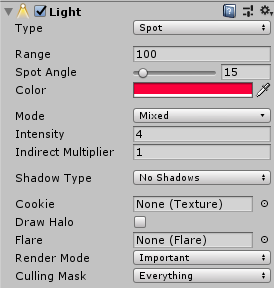 Light
Type Spot
Range 100
Spot Angle 15
Color
Mode Mixed
Intensity 4
Indirect Multiplier 1
Shadow Type No Shadows
Cookie None (Texture)
Draw Halo
Flare None (Flare)
Render Mode Important
Culling Mask Everything